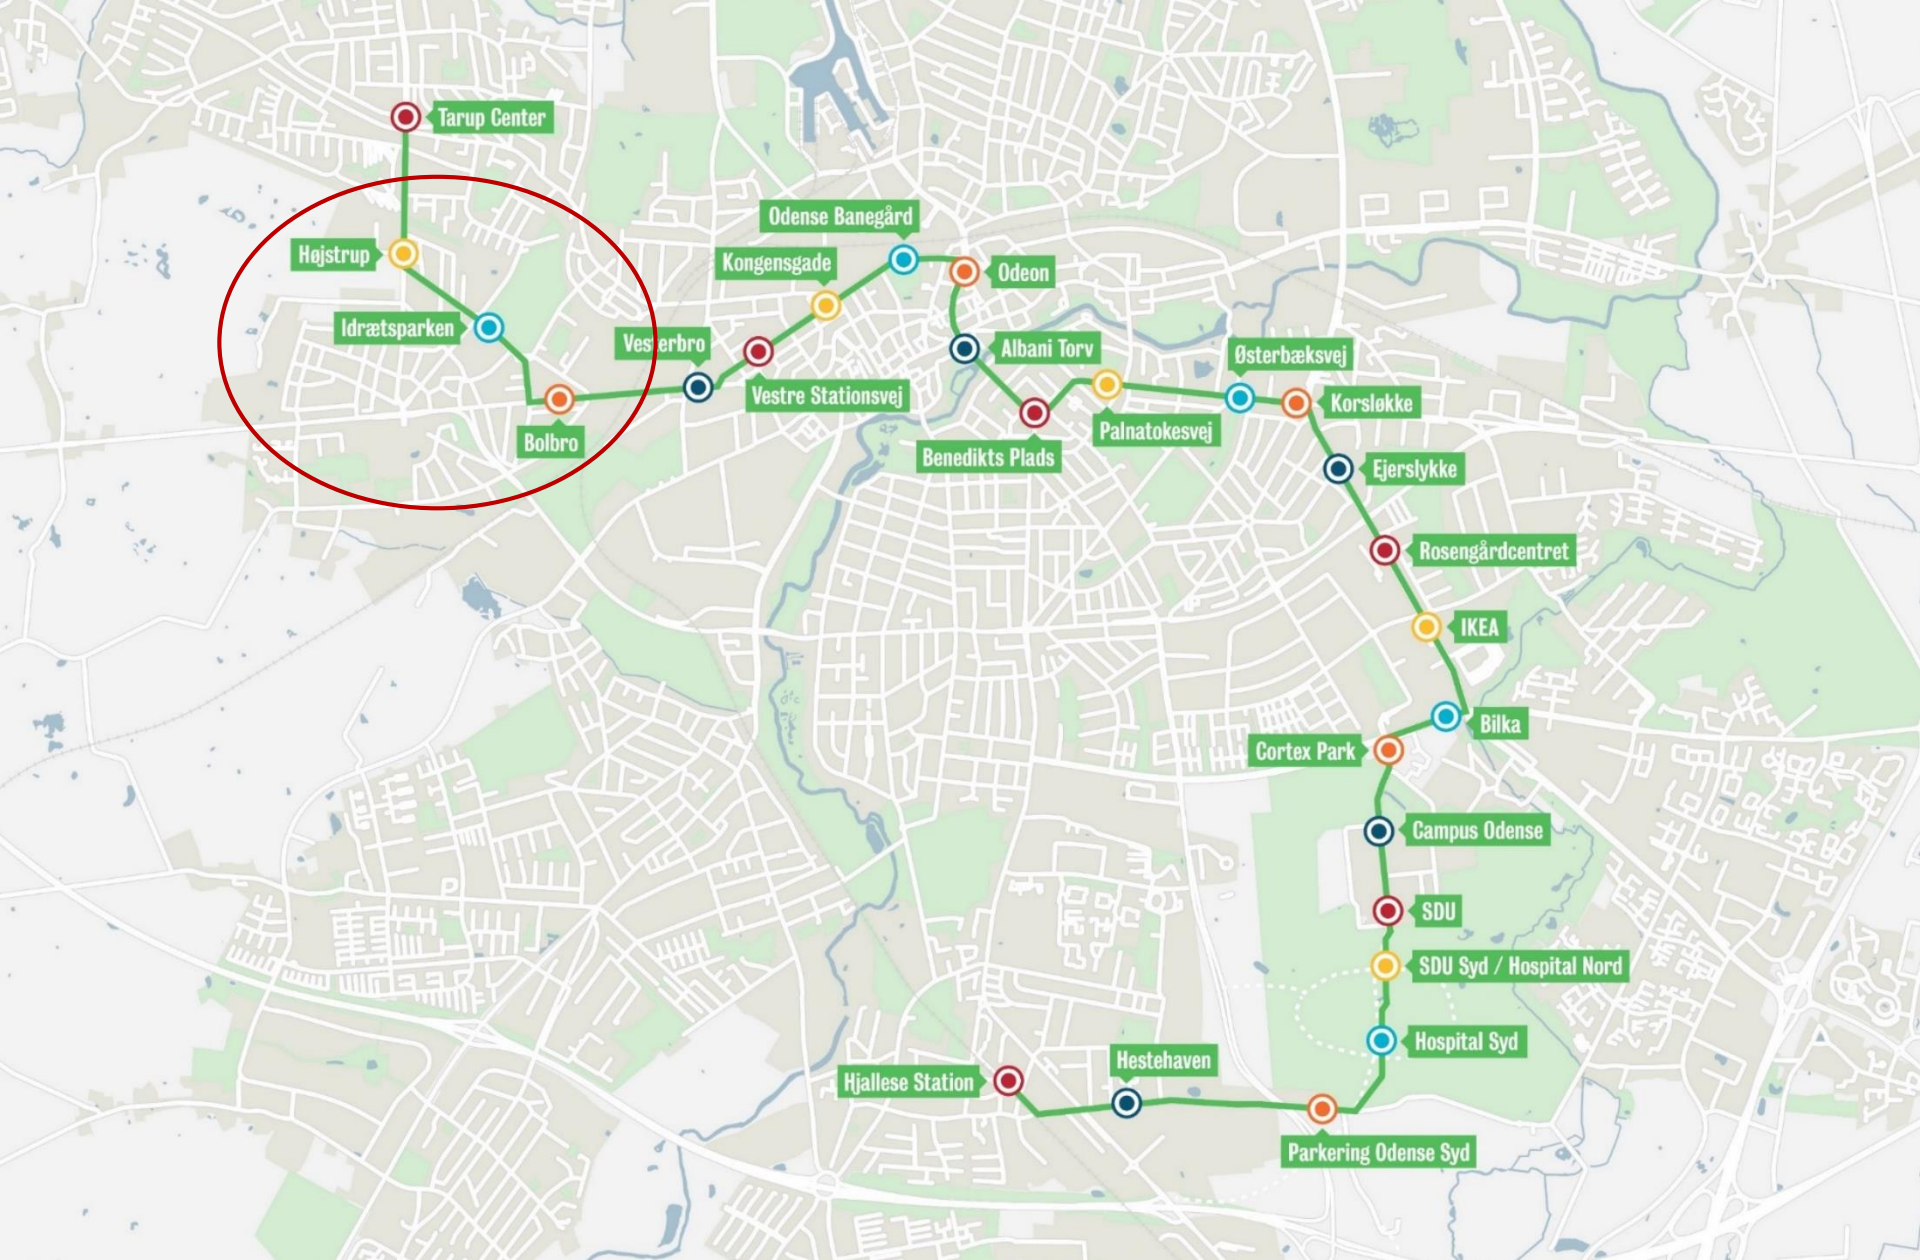 Tarup Center
Højstrup
Idrætsparken
Bolbro
Vesterbro
Vestre Stationsvej
Kongensgade
Odense Banegård
Odeon
Albani Torv
Benedikts Plads
Palnatokesvej
Østerbæksvej
Korsløkke
Ejerslykke
Rosengårdcentret
IKEA
Bilka
Cortex Park
Campus Odense
SDU
SDU Syd / Hospital Nord
Hospital Syd
Parkering Odense Syd
Hestehaven
Hjallese Station